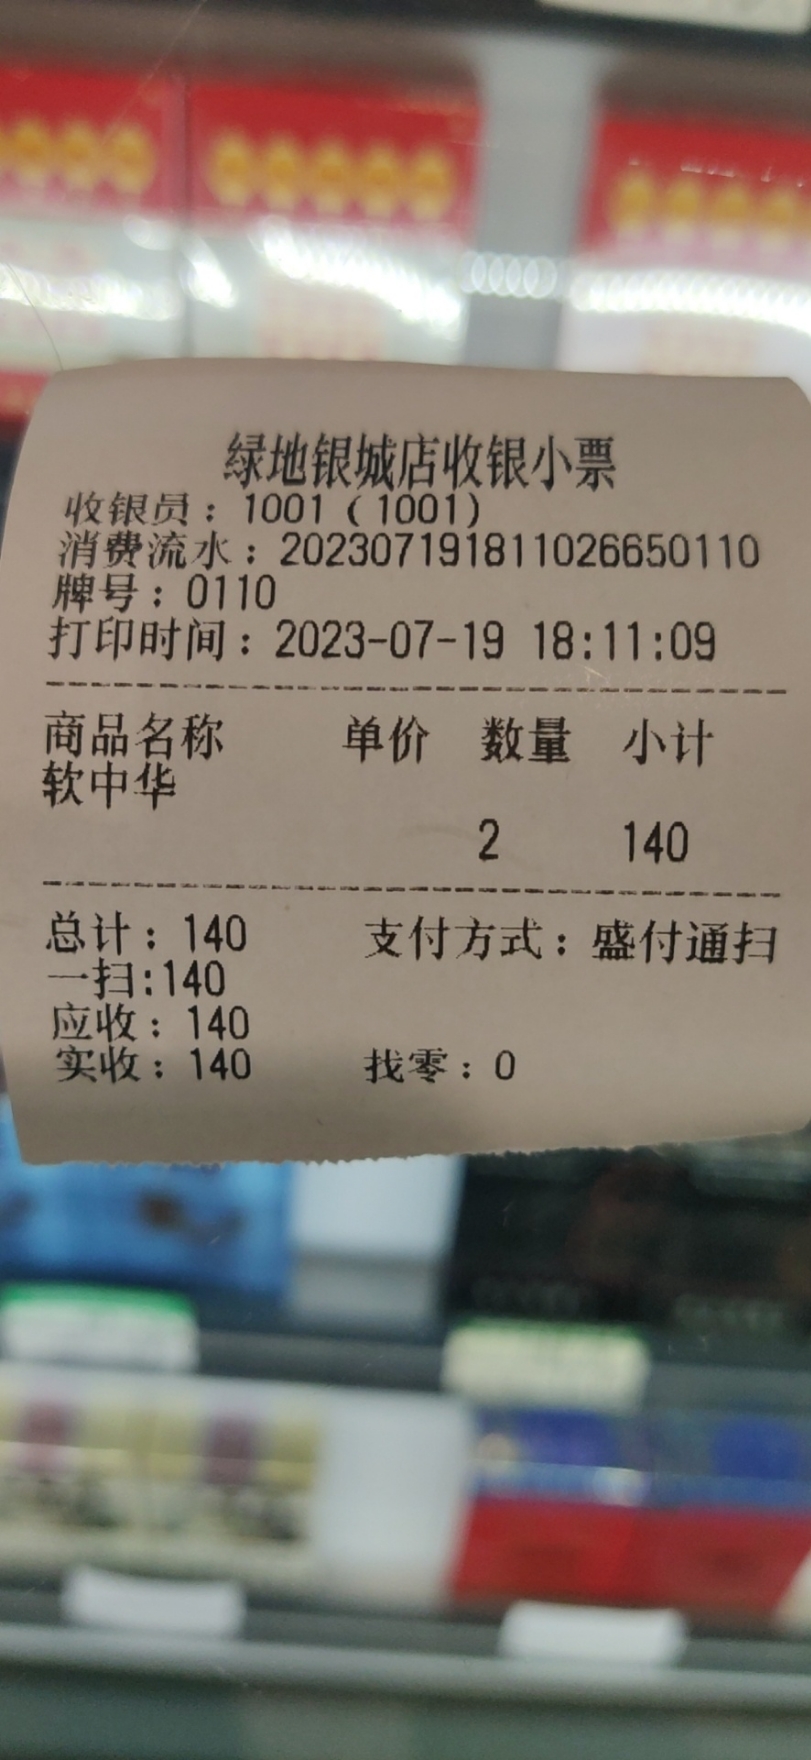 绿地银城店收银小票
收银员：1001（1001）
消费流水：202307191811026650110
牌号：0110
打印时间：2023-07-19 18:11:09
商品名称 单价 数量 小计
软中华
2 140
总计：140 支付方式：盛付通扫
一扫:140
应收：140
实收：140 找零：0